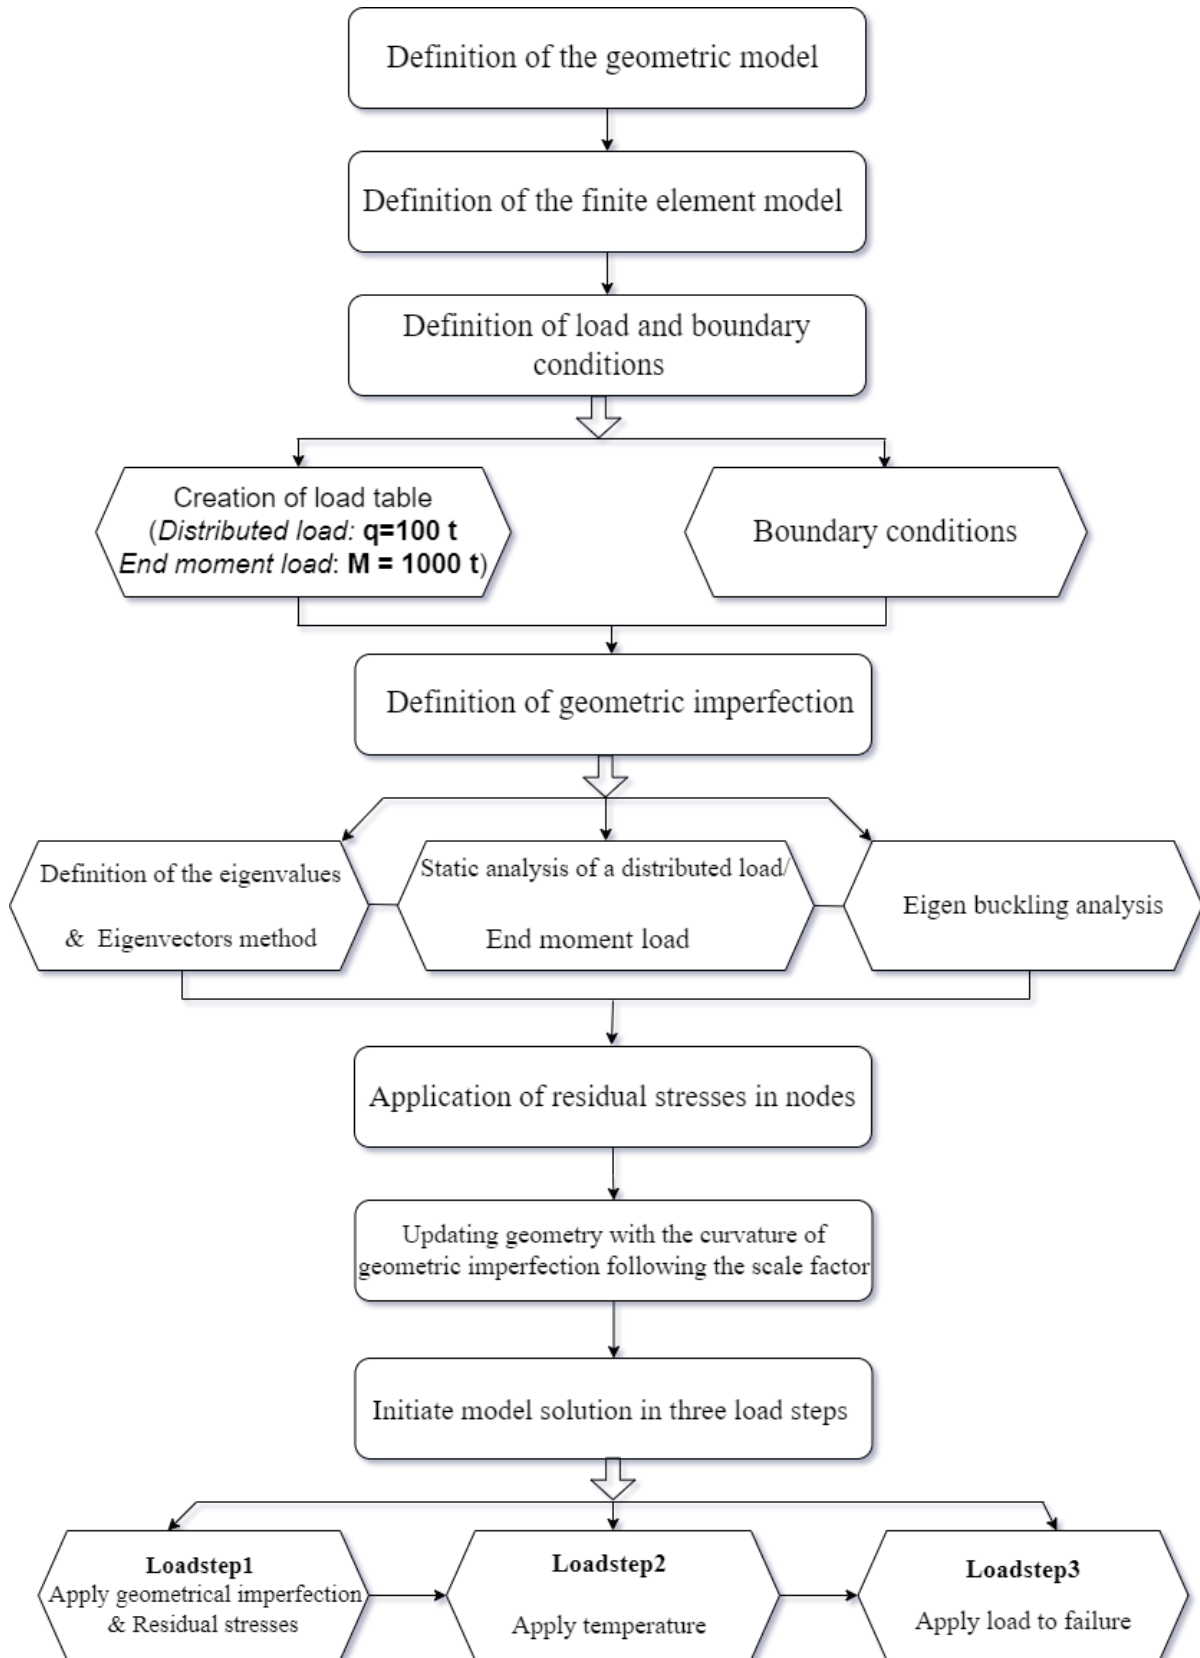 Definition of the geometric model
Definition of the finite element model
Definition of load and boundary
conditions
Creation of load table
(Distributed load: q=100 t
End moment load: M = 1000 t)
Boundary conditions
Definition of geometric imperfection
Definition of the eigenvalues
& Eigenvectors method
Static analysis of a distributed load/
End moment load
Eigen buckling analysis
Application of residual stresses in nodes
Updating geometry with the curvature of
geometric imperfection following the scale factor
Initiate model solution in three load steps
Loadstep1
Apply geometrical imperfection
& Residual stresses
Loadstep2
Apply temperature
Loadstep3
Apply load to failure